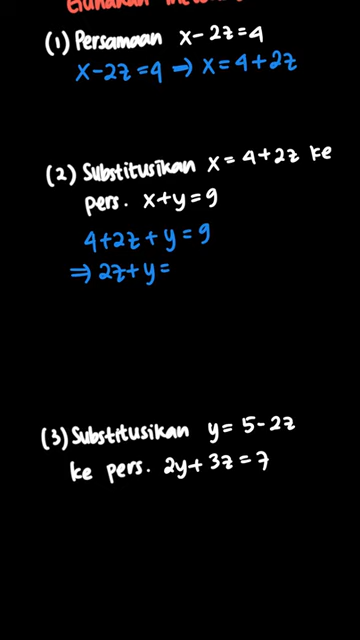 Gunakan
(1) Persamaan x-2z=4
x-2z=4 ⇒ x=4+2z
(2) Substitusikan x=4+2z ke
pers. x+y=9
4+2z+y=9
⇒ 2z+y=
(3) Substitusikan y=5-2z
ke pers. 2y+3z=7